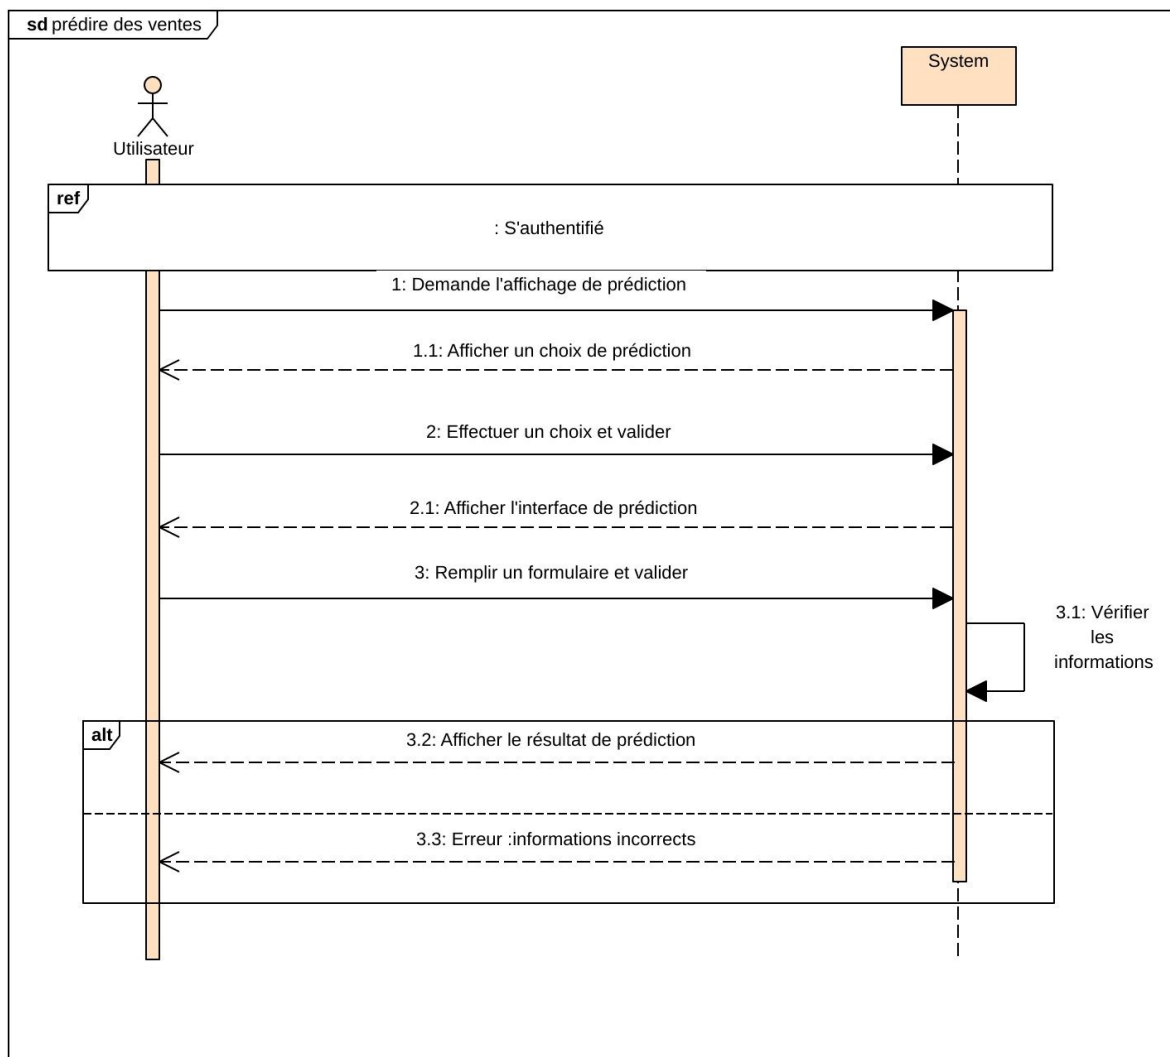 sd prédire des ventes
System
Utilisateur
ref
: S'authentifié
1: Demande l'affichage de prédiction
1.1: Afficher un choix de prédiction
2: Effectuer un choix et valider
2.1: Afficher l'interface de prédiction
3: Remplir un formulaire et valider
3.1: Vérifier
les
informations
alt
3.2: Afficher le résultat de prédiction
3.3: Erreur :informations incorrects